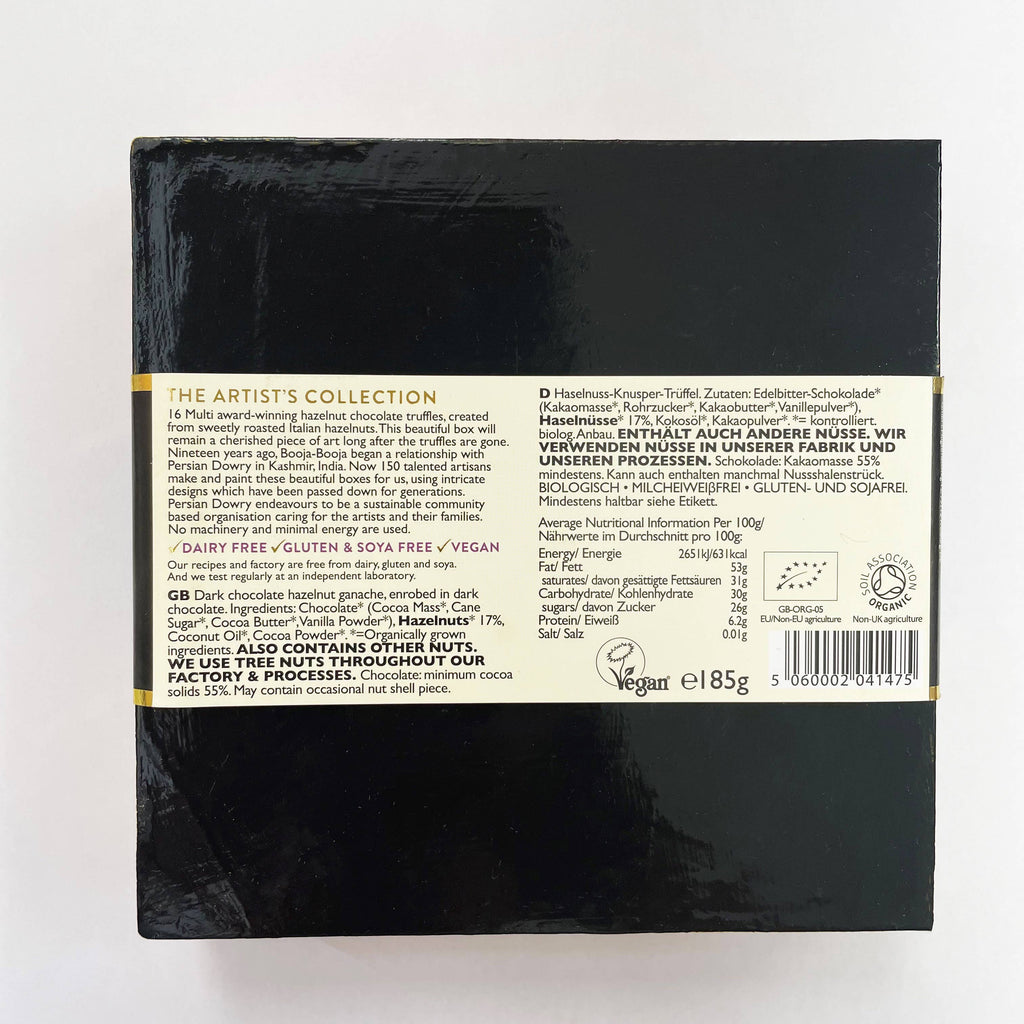 THE ARTIST'S COLLECTION
16 Multi award-winning hazelnut chocolate truffles, created
from sweetly roasted Italian hazelnuts. This beautiful box will
remain a cherished piece of art long after the truffles are gone.
Nineteen years ago, Booja-Booja began a relationship with
Persian Dowry in Kashmir, India. Now 150 talented artisans
make and paint these beautiful boxes for us, using intricate
designs which have been passed down for generations.
Persian Dowry endeavours to be a sustainable community
based organisation caring for the artists and their families.
No machinery and minimal energy are used.
✓DAIRY FREE ✓GLUTEN & SOYA FREE ✓VEGAN
Our recipes and factory are free from dairy, gluten and soya.
And we test regularly at an independent laboratory.
GB Dark chocolate hazelnut ganache, enrobed in dark
chocolate. Ingredients: Chocolate* (Cocoa Mass*, Cane
Sugar*, Cocoa Butter*, Vanilla Powder*), Hazelnuts* 17%,
Coconut Oil*, Cocoa Powder*. *=Organically grown
ingredients. ALSO CONTAINS OTHER NUTS.
WE USE TREE NUTS THROUGHOUT OUR
FACTORY & PROCESSES. Chocolate: minimum cocoa
solids 55%. May contain occasional nut shell piece.
D Haselnuss-Knusper-Trüffel. Zutaten: Edelbitter-Schokolade*
(Kakaomasse*, Rohrzucker*, Kakaobutter*, Vanillepulver*),
Haselnüsse* 17%, Kokosöl*, Kakaopulver*. *= kontrolliert.
biolog. Anbau. ENTHÄLT AUCH ANDERE NÜSSE. WIR
VERWENDEN NÜSSE IN UNSERER FABRIK UND
UNSEREN PROZESSEN. Schokolade: Kakaomasse 55%
mindestens. Kann auch enthalten manchmal Nussshalenstrück.
BIOLOGISCH • MILCHEIWEIßFREI • GLUTEN- UND SOJAFREI.
Mindestens haltbar siehe Etikett.
Average Nutritional Information Per 100g/
Nährwerte im Durchschnitt pro 100g:
Energy/ Energie 2651kJ/631kcal
Fat/ Fett 53g
saturates/ davon gesättigte Fettsäuren 31g
Carbohydrate/ Kohlenhydrate 30g
sugars/ davon Zucker 26g
Protein/ Eiweiß 6.2g
Salt/ Salz 0.01g
GB-ORG-05
EU/Non-EU agriculture
SOIL ASSOCIATION
ORGANIC
Non-UK agriculture
Vegan
e185g
5 060002 041475